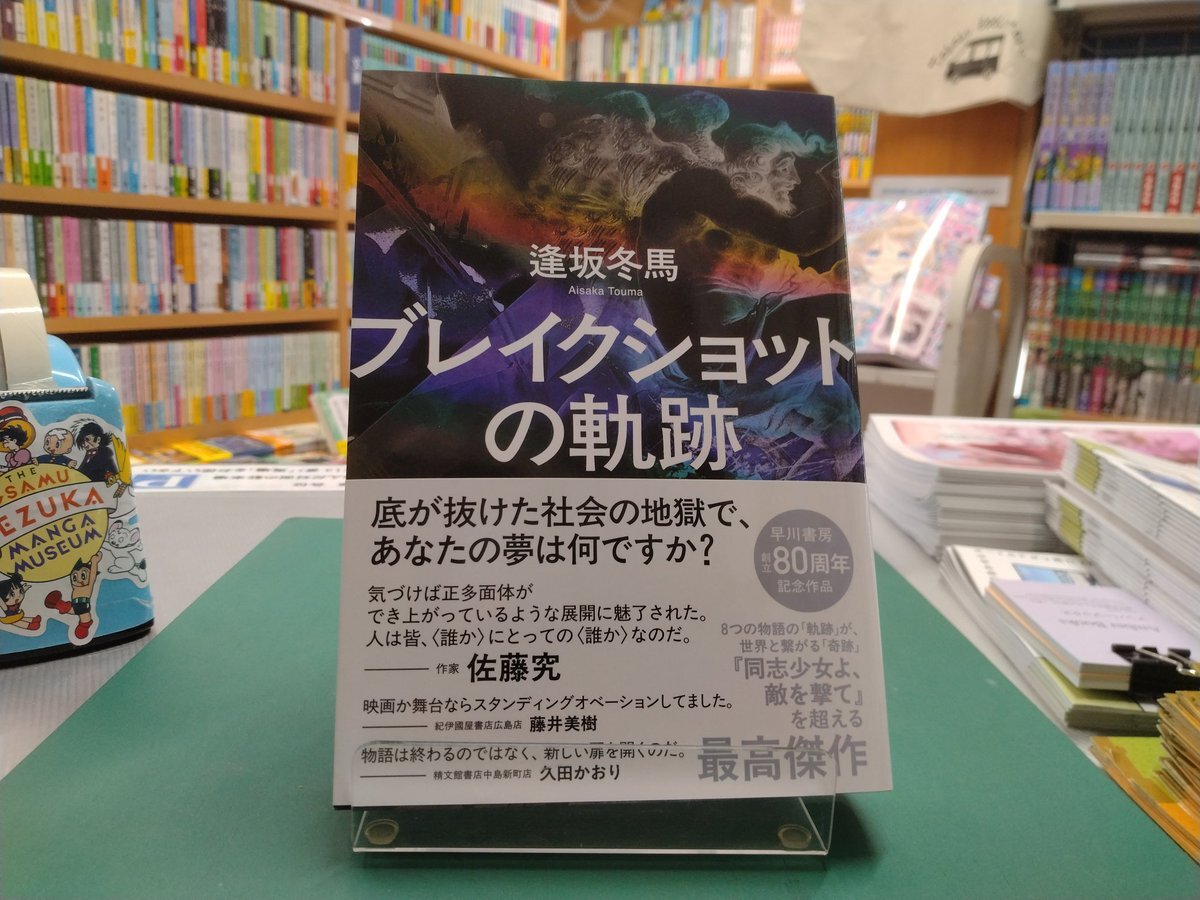 逢坂冬馬
Aisaka Touma
ブレイクショット
の軌跡
底が抜けた社会の地獄で、
あなたの夢は何ですか?
早川書房
創立80周年
記念作品
気づけば正多面体が
でき上がっているような展開に魅了された。
人は皆、〈誰か〉にとっての〈誰か〉なのだ。
作家 佐藤究
映画か舞台ならスタンディングオベーションしてました。
紀伊國屋書店広島店 藤井美樹
物語は終わるのではなく、新しい扉を開くのだ。
精文館書店中島新町店 久田かおり
8つの物語の「軌跡」が、
世界と繋がる「奇跡」
『同志少女よ、
敵を撃て』
を超える
最高傑作
THE
SAMU
EZUKA
MANGA
MUSEUM